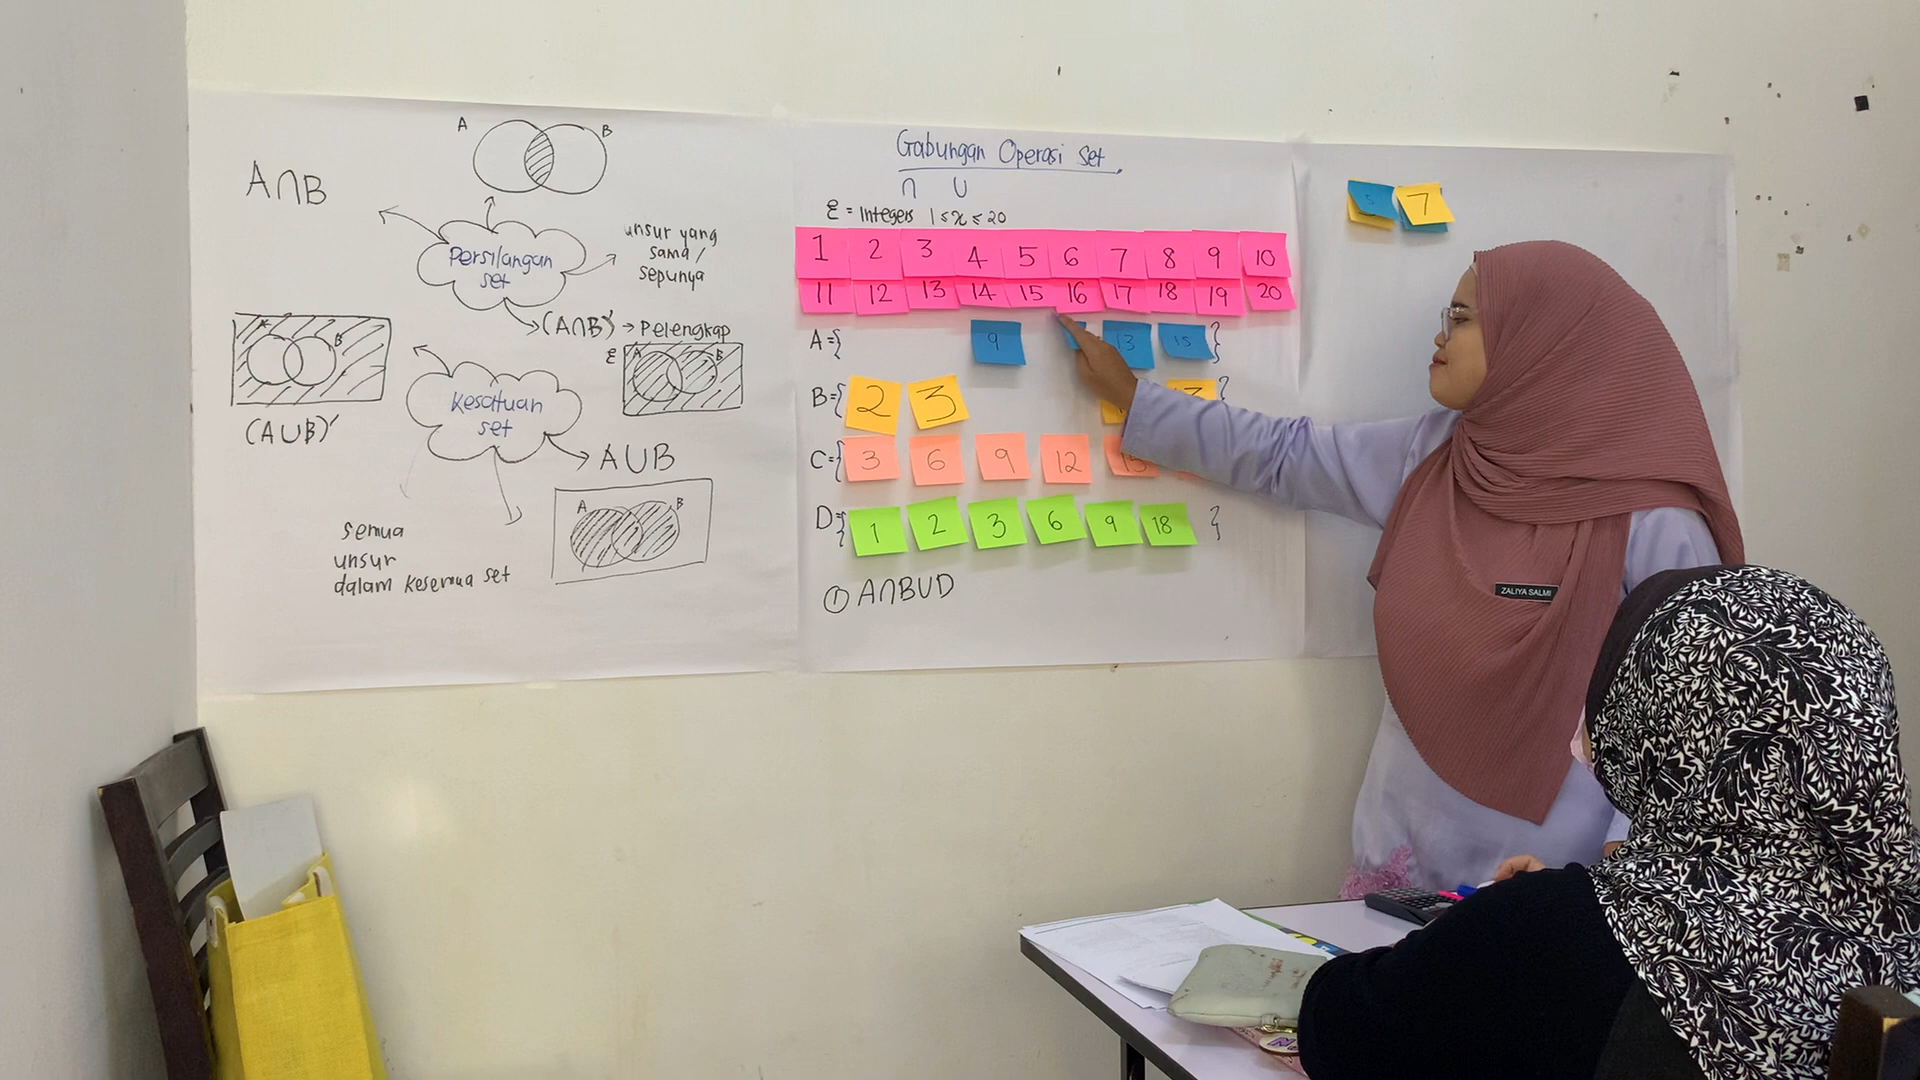 A B
A∩B
Persilangan
set
unsur yang
sama/
sepunya
(A∩B)' → Pelengkap
ε A B
A B
(A∪B)'
Kesatuan
set
A∪B
A B
semua
unsur
dalam kesemua set
Gabungan Operasi Set
∩ ∪
ε = Integers 1 ≤ x ≤ 20
1 2 3 4 5 6 7 8 9 10
11 12 13 14 15 16 17 18 19 20
A={ 9 13 15 }
B={ 2 3 }
C={ 3 6 9 12 15
D={ 1 2 3 6 9 18 }
① A∩B∪D
5 7
ZALIYA SALMI